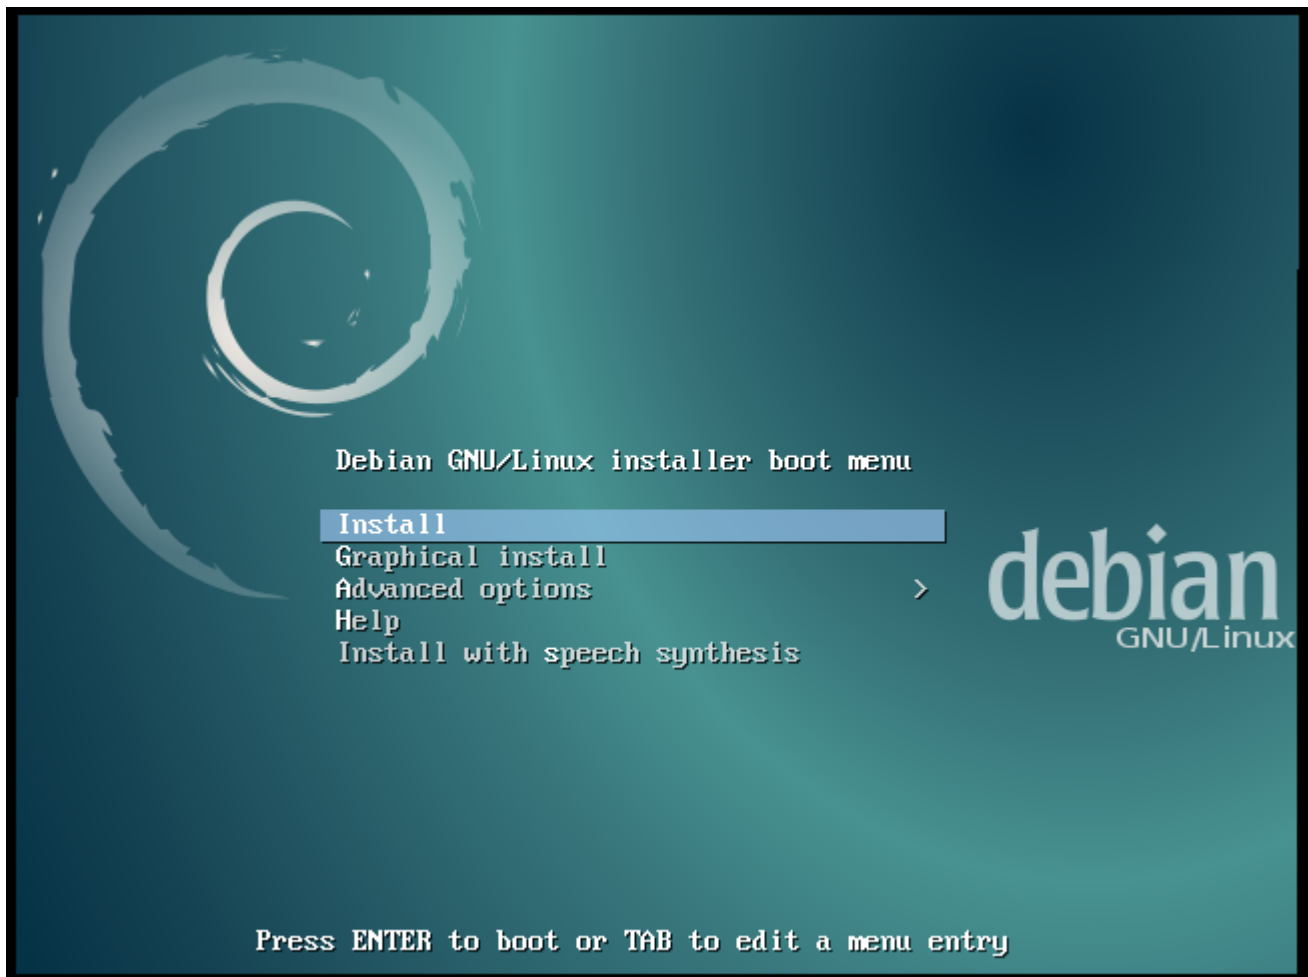 Debian GNU/Linux installer boot menu
Install
Graphical install
Advanced options >
Help
Install with speech synthesis
debian
GNU/Linux
Press ENTER to boot or TAB to edit a menu entry